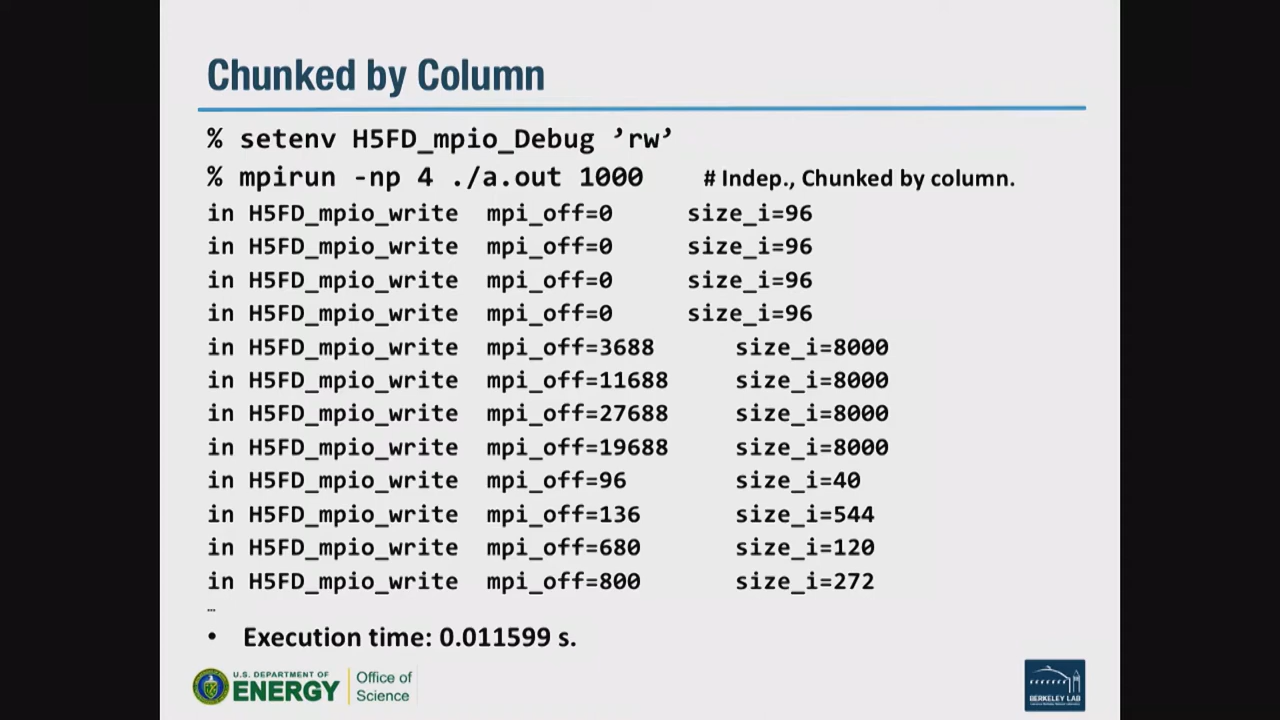 Chunked by Column
% setenv H5FD_mpio_Debug ’rw’
% mpirun -np 4 ./a.out 1000 # Indep., Chunked by column.
in H5FD_mpio_write mpi_off=0 size_i=96
in H5FD_mpio_write mpi_off=0 size_i=96
in H5FD_mpio_write mpi_off=0 size_i=96
in H5FD_mpio_write mpi_off=0 size_i=96
in H5FD_mpio_write mpi_off=3688 size_i=8000
in H5FD_mpio_write mpi_off=11688 size_i=8000
in H5FD_mpio_write mpi_off=27688 size_i=8000
in H5FD_mpio_write mpi_off=19688 size_i=8000
in H5FD_mpio_write mpi_off=96 size_i=40
in H5FD_mpio_write mpi_off=136 size_i=544
in H5FD_mpio_write mpi_off=680 size_i=120
in H5FD_mpio_write mpi_off=800 size_i=272
…
• Execution time: 0.011599 s.
U.S. DEPARTMENT OF
ENERGY
Office of
Science
BERKELEY LAB